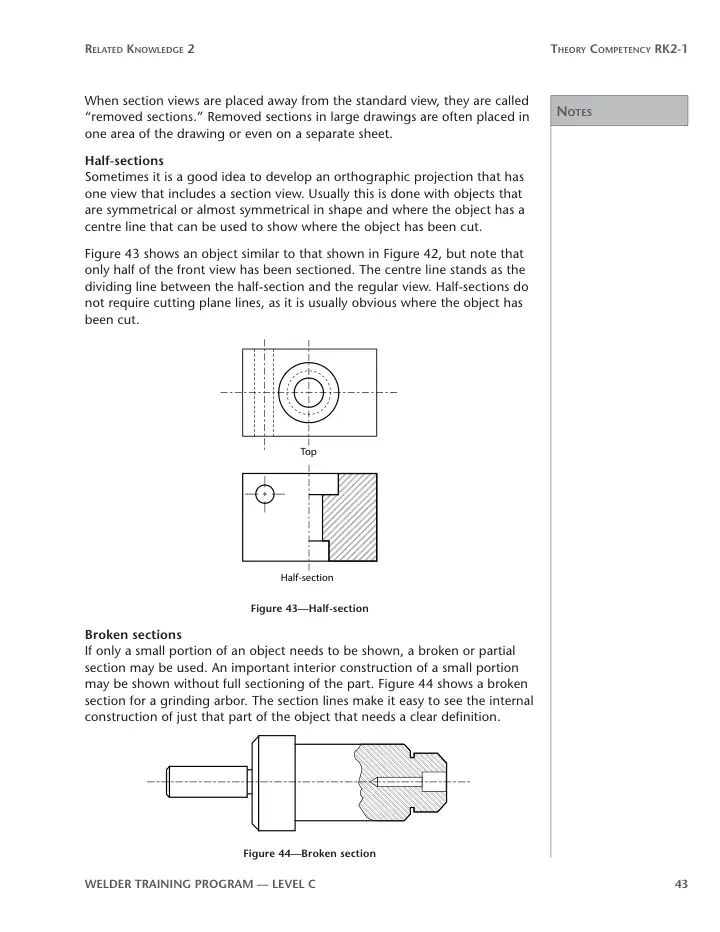 RELATED KNOWLEDGE 2
THEORY COMPETENCY RK2-1
When section views are placed away from the standard view, they are called
“removed sections.” Removed sections in large drawings are often placed in
one area of the drawing or even on a separate sheet.
NOTES
Half-sections
Sometimes it is a good idea to develop an orthographic projection that has
one view that includes a section view. Usually this is done with objects that
are symmetrical or almost symmetrical in shape and where the object has a
centre line that can be used to show where the object has been cut.
Figure 43 shows an object similar to that shown in Figure 42, but note that
only half of the front view has been sectioned. The centre line stands as the
dividing line between the half-section and the regular view. Half-sections do
not require cutting plane lines, as it is usually obvious where the object has
been cut.
Top
Half-section
Figure 43—Half-section
Broken sections
If only a small portion of an object needs to be shown, a broken or partial
section may be used. An important interior construction of a small portion
may be shown without full sectioning of the part. Figure 44 shows a broken
section for a grinding arbor. The section lines make it easy to see the internal
construction of just that part of the object that needs a clear definition.
Figure 44—Broken section
WELDER TRAINING PROGRAM — LEVEL C
43